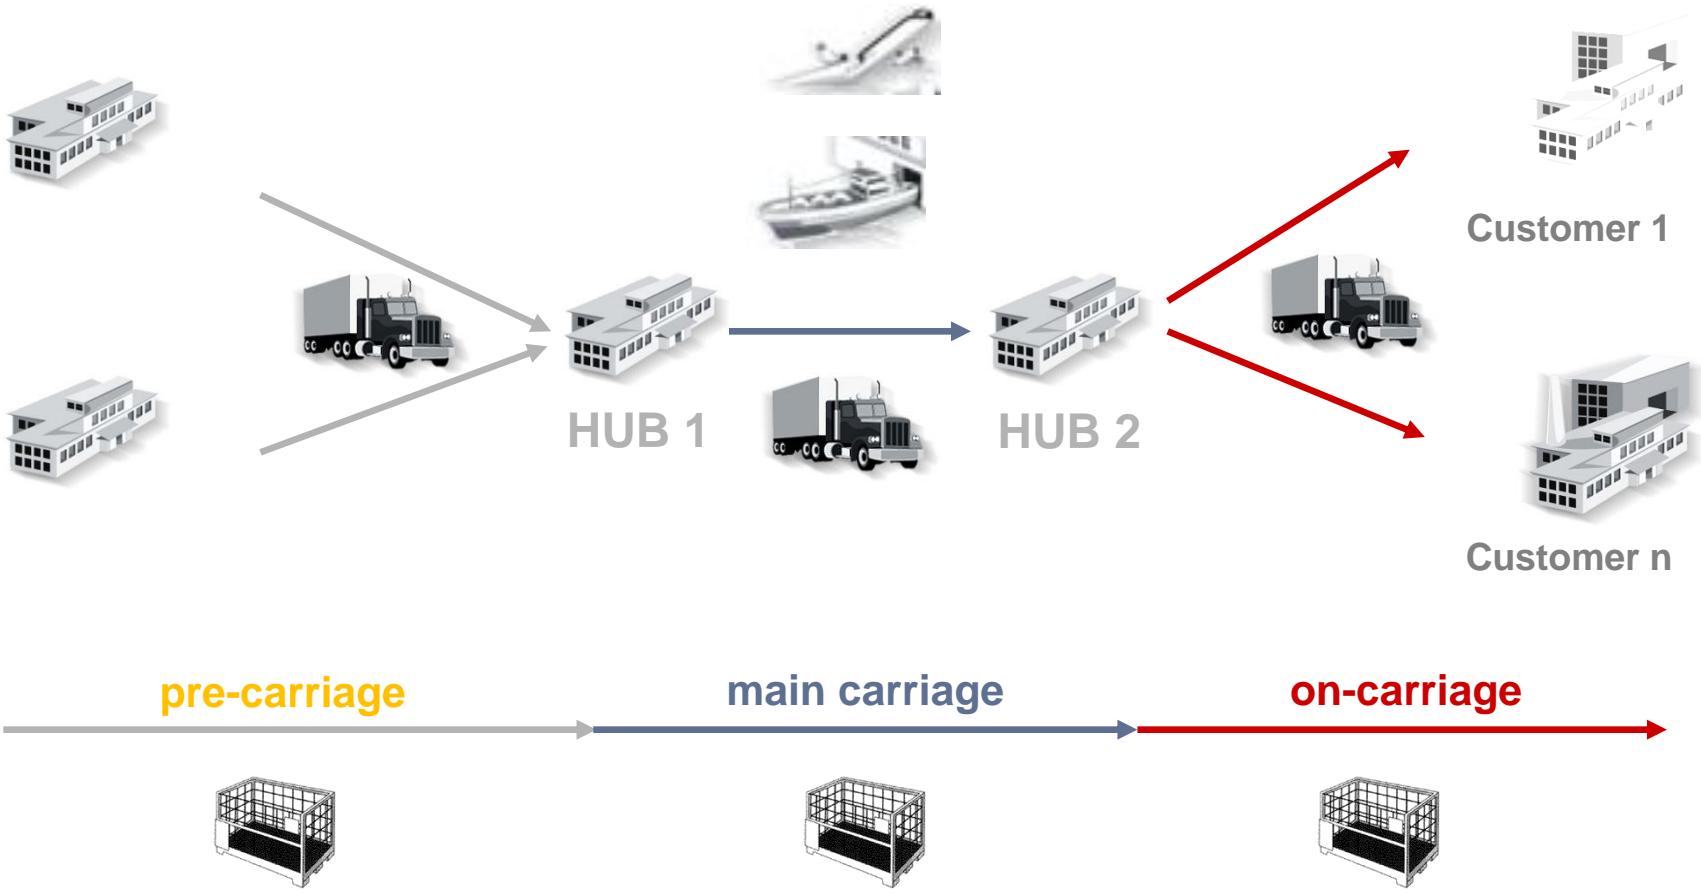 Customer 1
HUB 1
HUB 2
Customer n
pre-carriage
main carriage
on-carriage